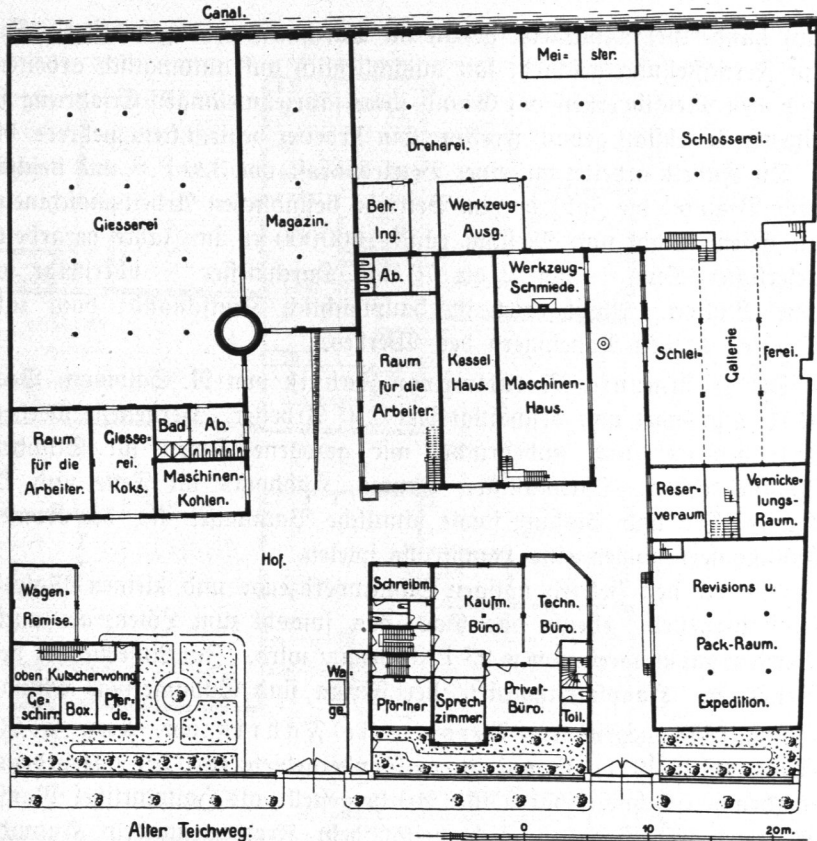 Canal.
Mei- ster.
Dreherei.
Schlosserei.
Giesserei
Magazin.
Betr.
Ing.
Werkzeug-
Ausg.
Ab.
Werkzeug-
Schmiede.
Raum
für die
Arbeiter.
Kessel
Haus.
Maschinen-
Haus.
Schlei- ferei.
Gallerie
Raum
für die
Arbeiter.
Giesse-
rei.
Koks.
Bad
Ab.
Maschinen
Kohlen.
Reser-
veraum
Vernicke-
lungs-
Raum.
Hof.
Wagen-
Remise.
Schreibm.
Kaufm.
Büro.
Techn.
Büro.
Revisions u.
Pack-Raum.
Expedition.
oben Kutscherwohng
Ge-
schirr.
Box.
Pfer-
de.
Wa-
ge.
Pförtner
Sprech
zimmer.
Privat-
Büro.
Toil.
Alter Teichweg.
0 10 20 m.